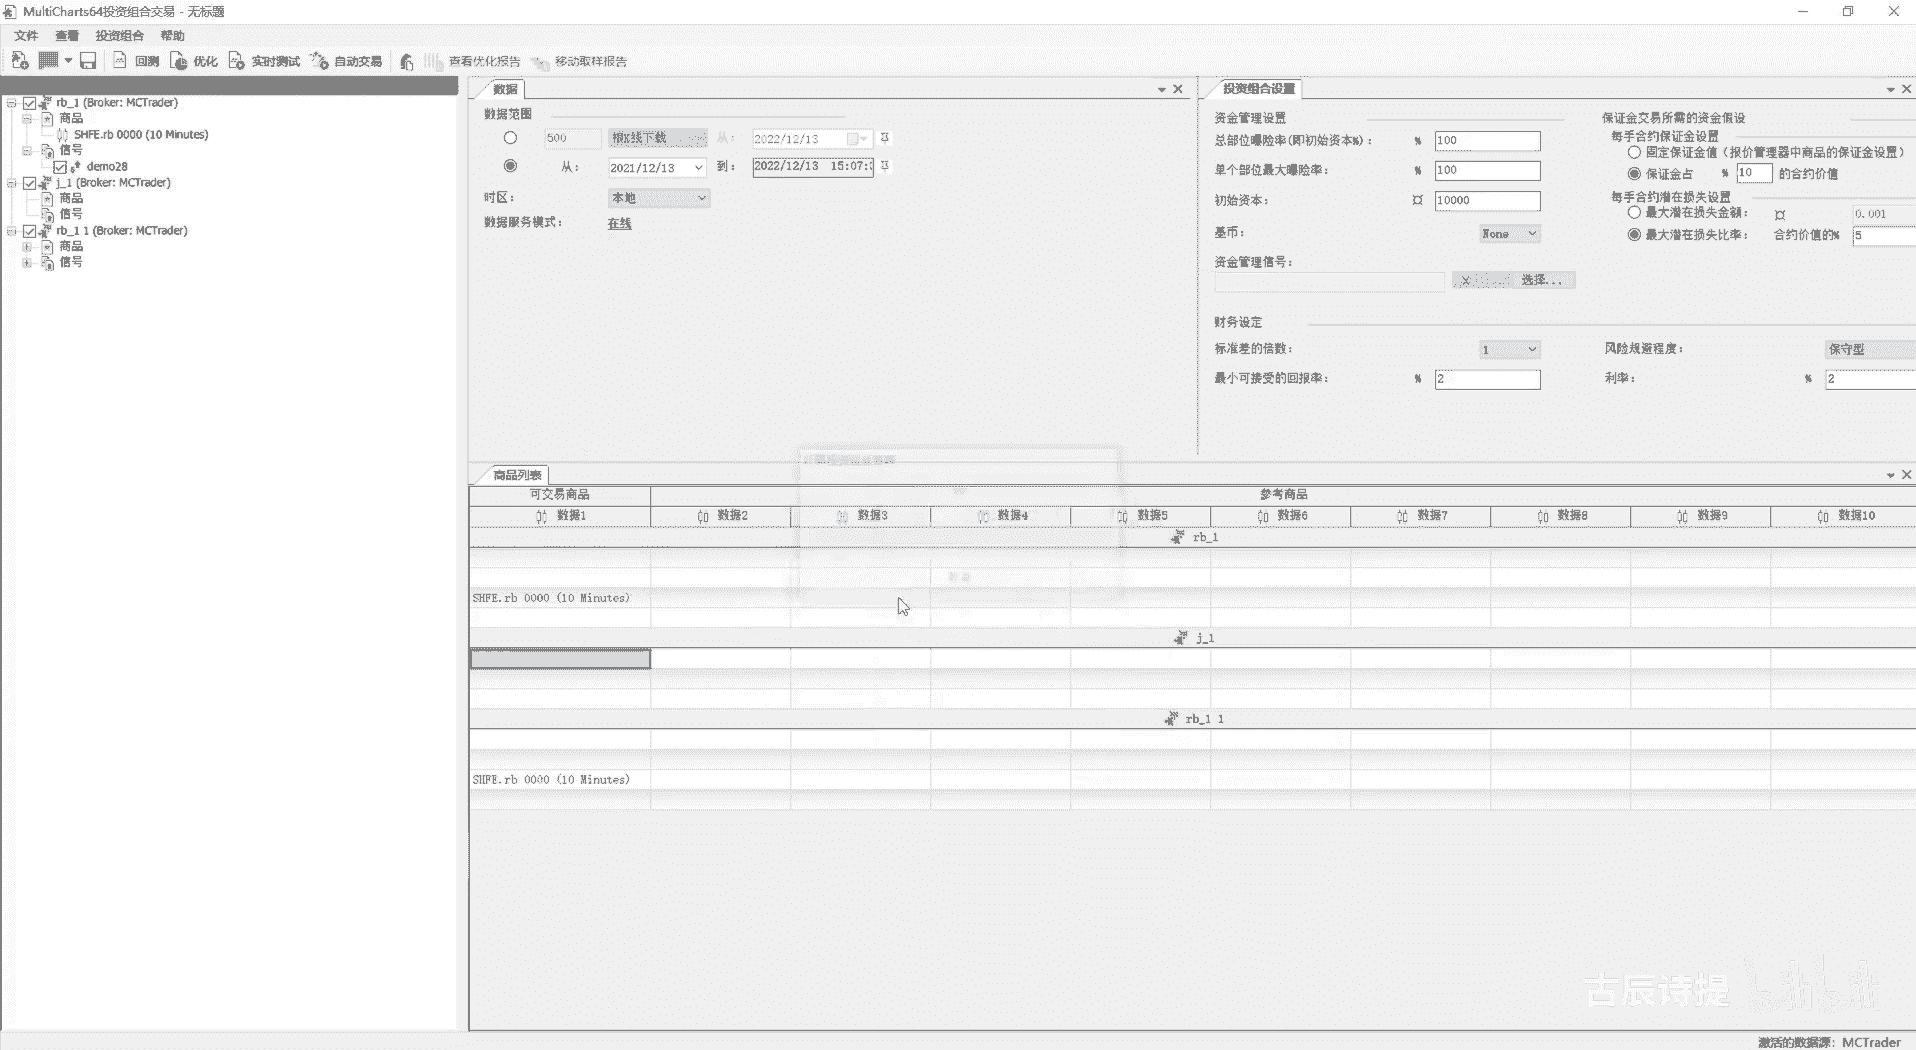 MultiCharts64投资组合交易 - 无标题
文件 查看 投资组合 帮助
回测 优化 实时测试 自动交易 查看优化报告 移动取样报告
rb_1 (Broker: MCTrader)
商品
SHFE.rb 0000 (10 Minutes)
信号
demo28
j_1 (Broker: MCTrader)
商品
信号
rb_1 1 (Broker: MCTrader)
商品
信号
数据
数据范围
500 根K线下载 从: 2022/12/13
从: 2021/12/13 到: 2022/12/13 15:07:
时区: 本地
数据服务模式: 在线
投资组合设置
资金管理设置
总部位曝险率(即初始资本%): % 100
单个部位最大曝险率: % 100
初始资本: ¤ 10000
基币: None
资金管理信号:
选择...
保证金交易所需的资金假设
每手合约保证金设置
固定保证金值(报价管理器中商品的保证金设置)
保证金占 % 10 的合约价值
每手合约潜在损失设置
最大潜在损失金额: ¤ 0.001
最大潜在损失比率: 合约价值的% 5
财务设定
标准差的倍数: 1 风险规避程度: 保守型
最小可接受的回报率: % 2 利率: % 2
商品列表
可交易商品 参考商品
数据1 数据2 数据3 数据4 数据5 数据6 数据7 数据8 数据9 数据10
rb_1
SHFE.rb 0000 (10 Minutes)
j_1
rb_1 1
SHFE.rb 0000 (10 Minutes)
古辰诗提
激活的数据源: MCTrader